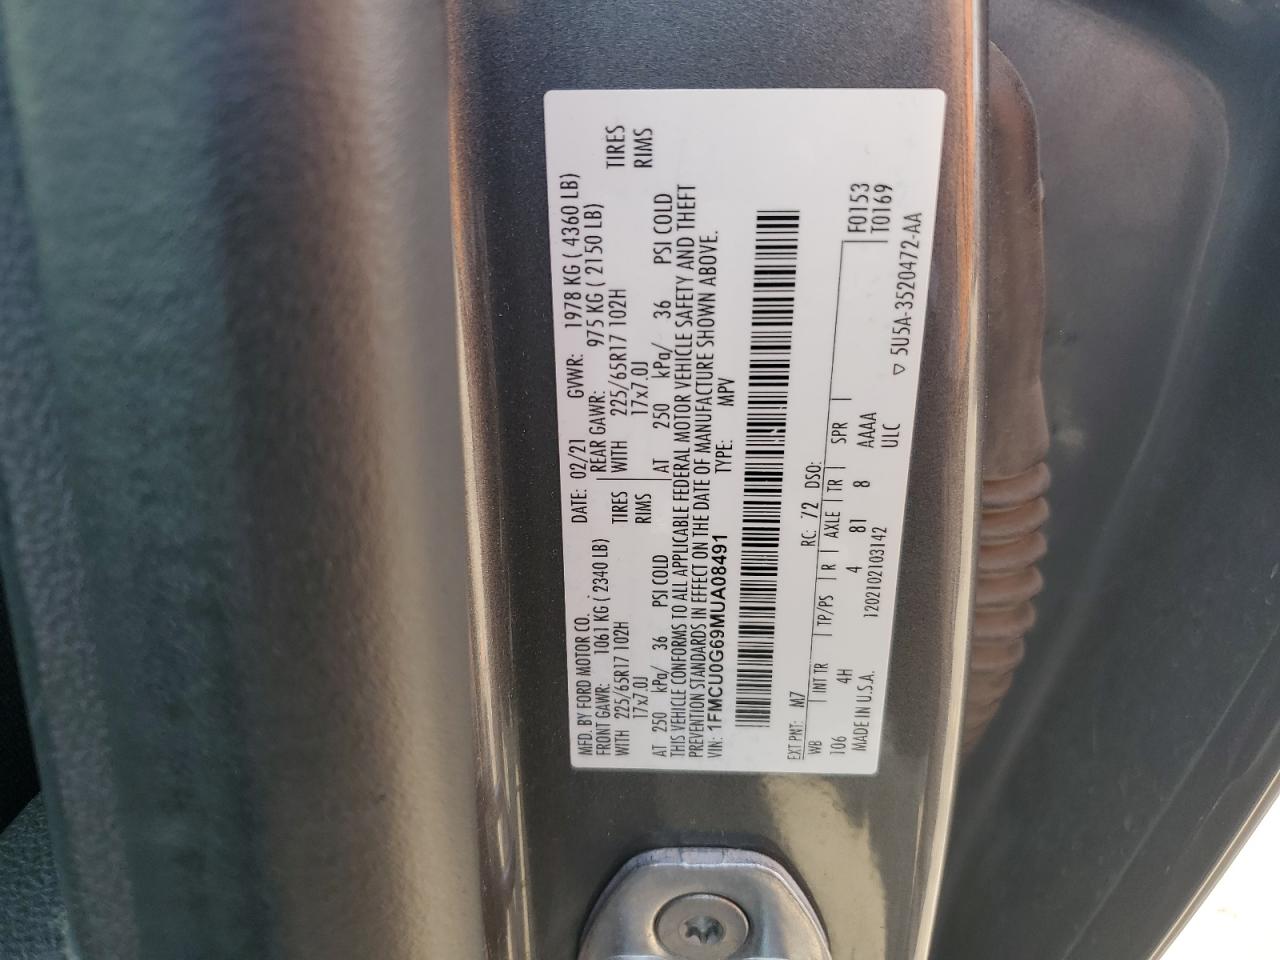 MFD. BY FORD MOTOR CO. DATE: 02/21 GVWR: 1978 KG ( 4360 LB)
FRONT GAWR: 1061 KG ( 2340 LB) REAR GAWR: 975 KG ( 2150 LB)
WITH 225/65R17 102H TIRES WITH 225/65R17 102H TIRES
17x7.0J RIMS 17x7.0J RIMS
AT 250 kPa/ 36 PSI COLD AT 250 kPa/ 36 PSI COLD
THIS VEHICLE CONFORMS TO ALL APPLICABLE FEDERAL MOTOR VEHICLE SAFETY AND THEFT
PREVENTION STANDARDS IN EFFECT ON THE DATE OF MANUFACTURE SHOWN ABOVE.
VIN: 1FMCU0G69MUA08491 TYPE: MPV
EXT PNT: M7 RC: 72 DSO:
WB INT TR TP/PS R AXLE TR SPR F0153
106 4H 4 81 8 AAAA T0169
MADE IN U.S.A. 1202102103142 ULC
▽ 5U5A-3520472-AA